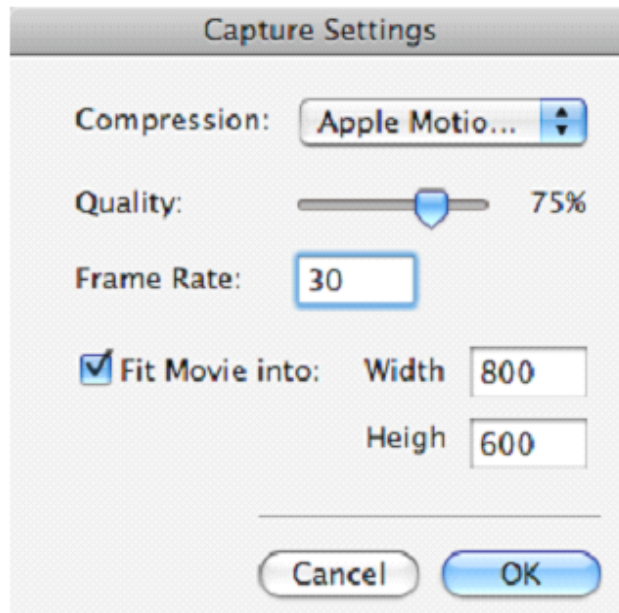 Capture Settings
Compression: Apple Motio...
Quality: 75%
Frame Rate: 30
Fit Movie into: Width 800
Heigh 600
Cancel OK